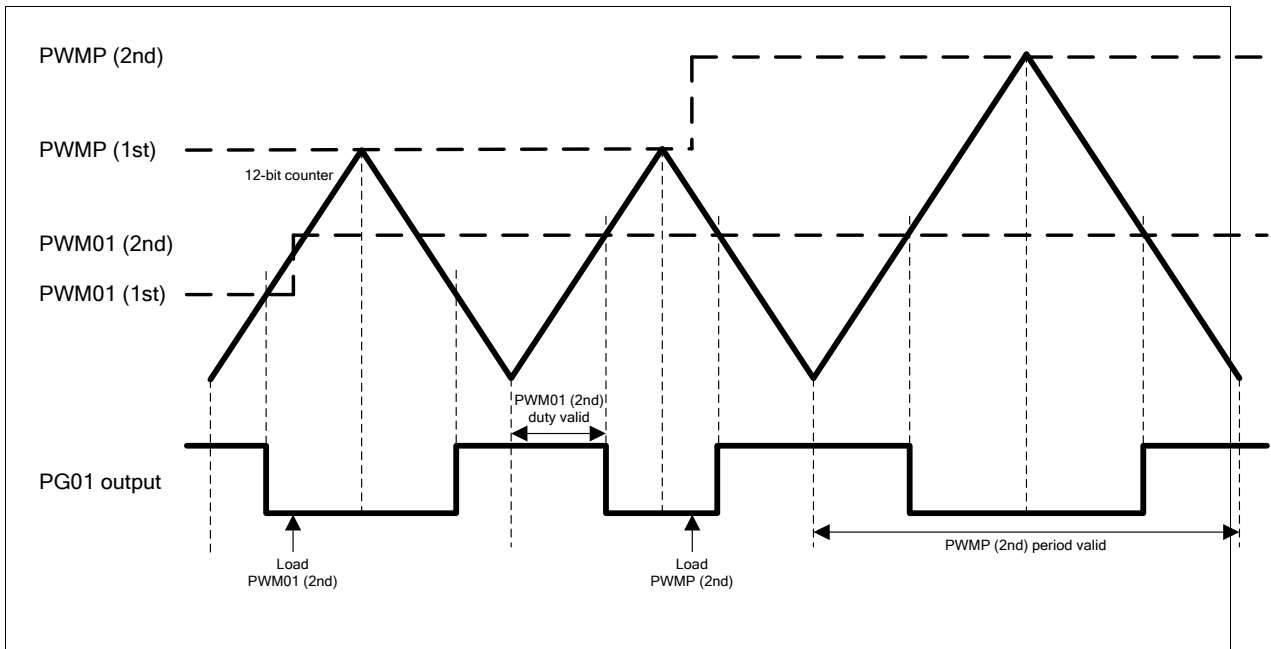 PWMP (2nd)
PWMP (1st)
12-bit counter
PWM01 (2nd)
PWM01 (1st)
PWM01 (2nd)
duty valid
PG01 output
PWMP (2nd) period valid
Load
PWM01 (2nd)
Load
PWMP (2nd)